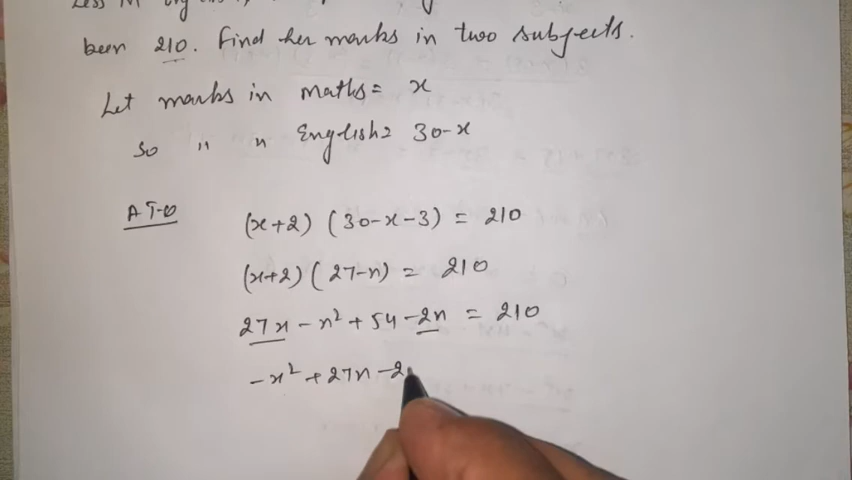 been 210. Find her marks in two subjects.
Let marks in maths = x
So " " English = 30-x
A T-Q
(x+2) (30-x-3) = 210
(x+2) (27-x) = 210
27x - x² + 54 - 2x = 210
- x² + 27x - 2